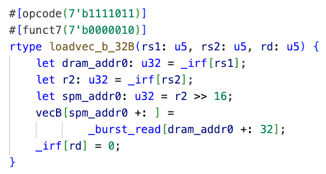 #[opcode(7'b1111011)]
#[funct7(7'b0000010)]
rtype loadvec_b_32B(rs1: u5, rs2: u5, rd: u5) {
    let dram_addr0: u32 = _irf[rs1];
    let r2: u32 = _irf[rs2];
    let spm_addr0: u32 = r2 >> 16;
    vecB[spm_addr0 +: ] =
            _burst_read[dram_addr0 +: 32];
    _irf[rd] = 0;
}